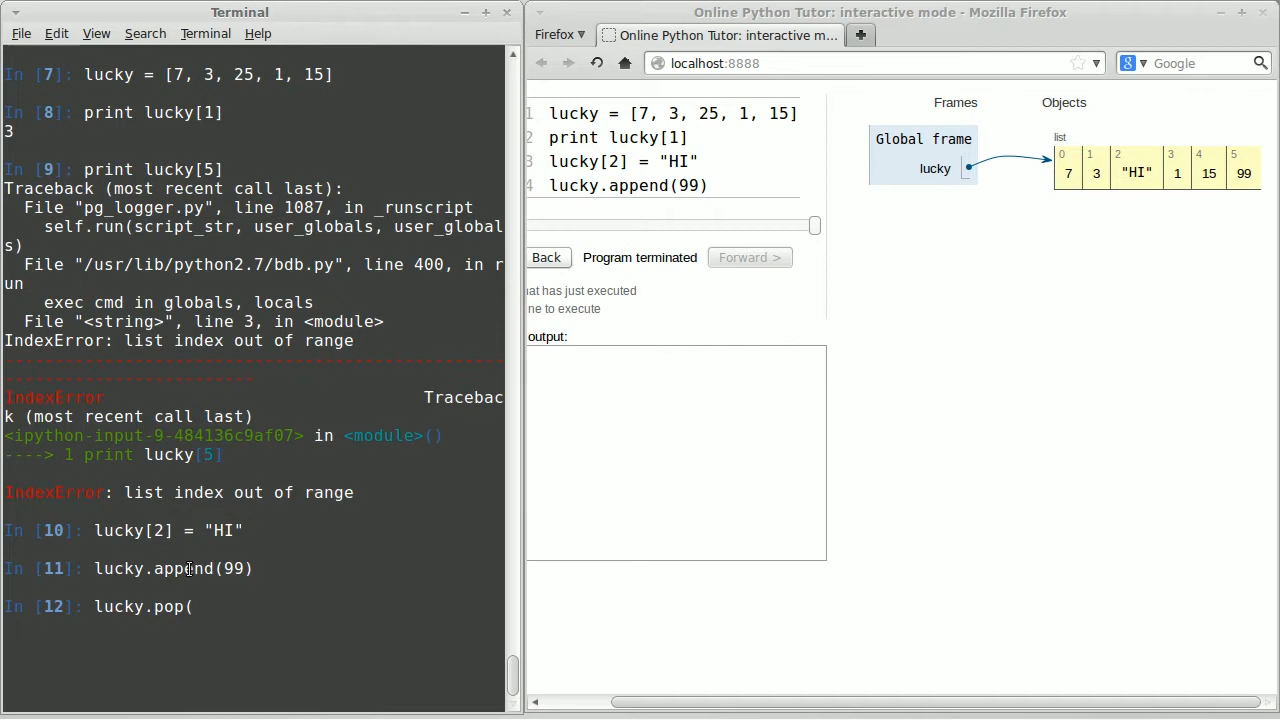 Terminal
File Edit View Search Terminal Help
In [7]: lucky = [7, 3, 25, 1, 15]
In [8]: print lucky[1]
3
In [9]: print lucky[5]
Traceback (most recent call last):
File "pg_logger.py", line 1087, in _runscript
self.run(script_str, user_globals, user_global
s)
File "/usr/lib/python2.7/bdb.py", line 400, in r
un
exec cmd in globals, locals
File "<string>", line 3, in <module>
IndexError: list index out of range
---------------------------------------------------
-------------------------
IndexError Tracebac
k (most recent call last)
<ipython-input-9-484136c9af07> in <module>()
----> 1 print lucky[5]
IndexError: list index out of range
In [10]: lucky[2] = "HI"
In [11]: lucky.append(99)
In [12]: lucky.pop(
Online Python Tutor: interactive mode - Mozilla Firefox
Firefox
Online Python Tutor: interactive m...
localhost:8888
Google
1 lucky = [7, 3, 25, 1, 15]
2 print lucky[1]
3 lucky[2] = "HI"
4 lucky.append(99)
Back Program terminated Forward >
hat has just executed
ne to execute
output:
Frames Objects
Global frame
lucky
list
0 1 2 3 4 5
7 3 "HI" 1 15 99